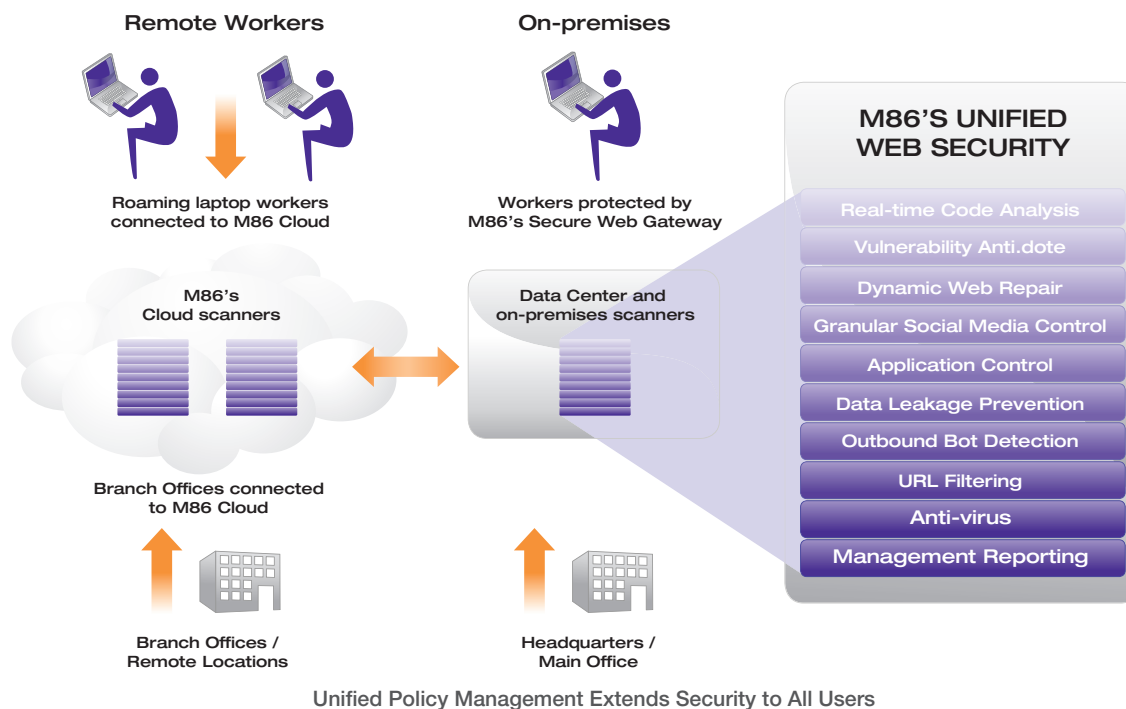 Remote Workers
On-premises
Roaming laptop workers
connected to M86 Cloud
Workers protected by
M86's Secure Web Gateway
M86's
Cloud scanners
Data Center and
on-premises scanners
Branch Offices connected
to M86 Cloud
Branch Offices /
Remote Locations
Headquarters /
Main Office
M86'S UNIFIED
WEB SECURITY
Real-time Code Analysis
Vulnerability Anti.dote
Dynamic Web Repair
Granular Social Media Control
Application Control
Data Leakage Prevention
Outbound Bot Detection
URL Filtering
Anti-virus
Management Reporting
Unified Policy Management Extends Security to All Users